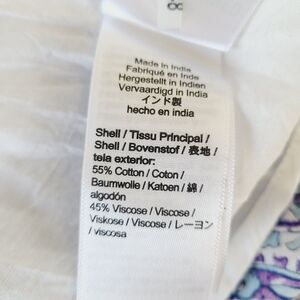 Made in India
Fabriqué en Inde
Hergestellt in Indien
Vervaardigd in India
インド製
hecho en india
Shell / Tissu Principal /
Shell / Bovenstof / 表地 /
tela exterior:
55% Cotton / Coton /
Baumwolle / Katoen / 綿 /
algodón
45% Viscose / Viscose /
Viskose / Viscose / レーヨン
/ viscosa